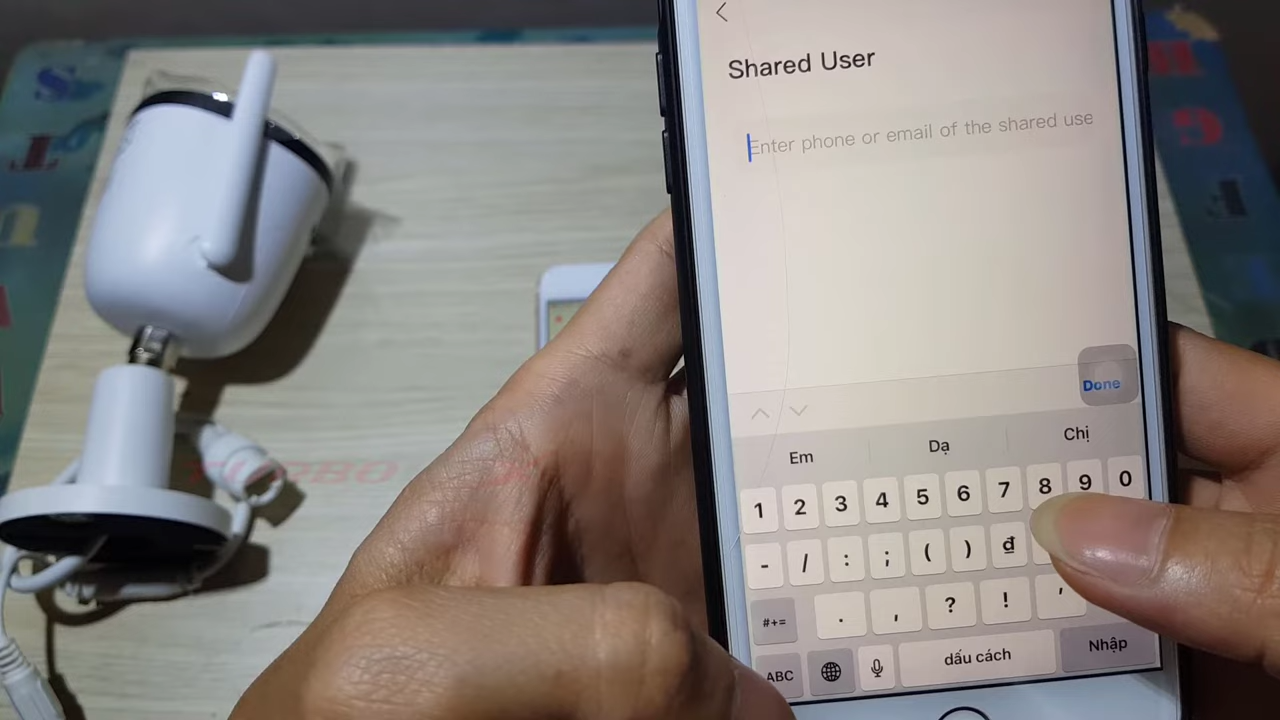 Shared User
Enter phone or email of the shared use
Done
Em Dạ Chị
1 2 3 4 5 6 7 8 9 0
- / : ; ( ) đ
#+= . , ? ! ’
ABC dấu cách Nhập
TURBO